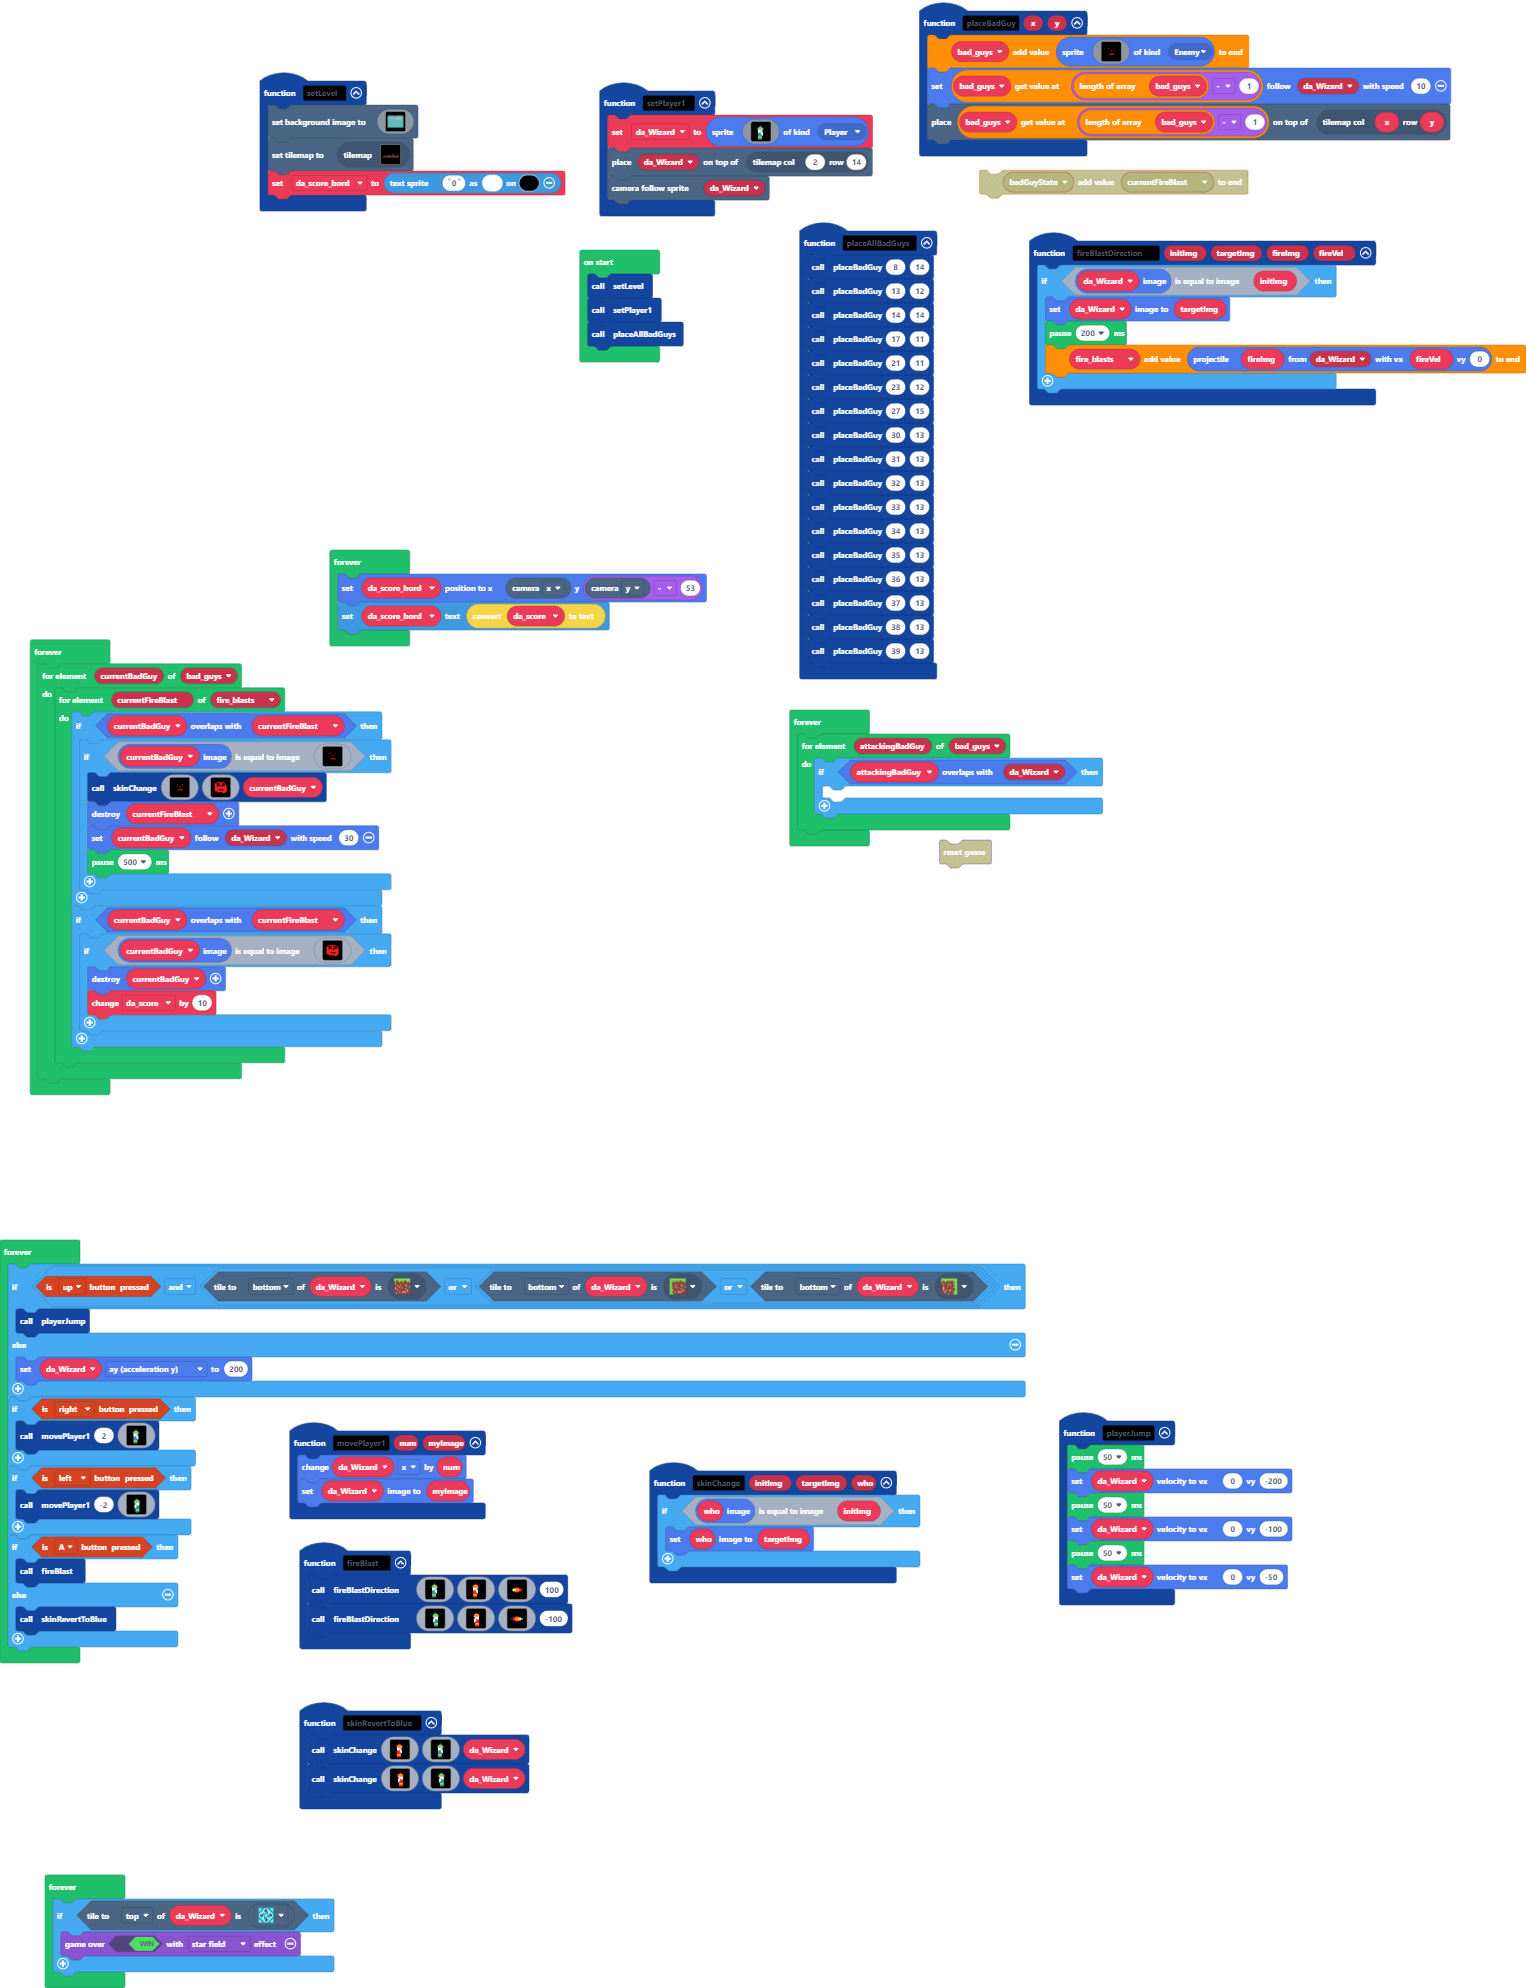 function placeBadGuy x y
bad_guys add value sprite of kind Enemy to end
set bad_guys get value at length of array bad_guys - 1 follow da_Wizard with speed 10
place bad_guys get value at length of array bad_guys - 1 on top of tilemap col x row y
function setLevel
set background image to
set tilemap to tilemap
set da_score_bord to text sprite "0" as on
function setPlayer1
set da_Wizard to sprite of kind Player
place da_Wizard on top of tilemap col 2 row 14
camera follow sprite da_Wizard
badGuyState add value currentFireBlast to end
on start
call setLevel
call setPlayer1
call placeAllBadGuys
function placeAllBadGuys
call placeBadGuy 8 14
call placeBadGuy 13 12
call placeBadGuy 14 14
call placeBadGuy 17 11
call placeBadGuy 21 11
call placeBadGuy 23 12
call placeBadGuy 27 15
call placeBadGuy 30 13
call placeBadGuy 31 13
call placeBadGuy 32 13
call placeBadGuy 33 13
call placeBadGuy 34 13
call placeBadGuy 35 13
call placeBadGuy 36 13
call placeBadGuy 37 13
call placeBadGuy 38 13
call placeBadGuy 39 13
function fireBlastDirection initImg targetImg fireImg fireVel
if da_Wizard image is equal to image initImg then
set da_Wizard image to targetImg
pause 200 ms
fire_blasts add value projectile fireImg from da_Wizard with vx fireVel vy 0 to end
forever
set da_score_bord position to x camera x y camera y - 53
set da_score_bord text convert da_score to text
forever
for element currentBadGuy of bad_guys
do for element currentFireBlast of fire_blasts
do if currentBadGuy overlaps with currentFireBlast then
if currentBadGuy image is equal to image then
call skinChange currentBadGuy
destroy currentFireBlast
set currentBadGuy follow da_Wizard with speed 30
pause 500 ms
if currentBadGuy overlaps with currentFireBlast then
if currentBadGuy image is equal to image then
destroy currentBadGuy
change da_score by 10
forever
for element attackingBadGuy of bad_guys
do if attackingBadGuy overlaps with da_Wizard then
reset game
forever
if is up button pressed and tile to bottom of da_Wizard is or tile to bottom of da_Wizard is or tile to bottom of da_Wizard is then
call playerJump
else
set da_Wizard ay (acceleration y) to 200
if is right button pressed then
call movePlayer1 2
if is left button pressed then
call movePlayer1 -2
if is A button pressed then
call fireBlast
else
call skinRevertToBlue
function movePlayer1 num myImage
change da_Wizard x by num
set da_Wizard image to myImage
function fireBlast
call fireBlastDirection 100
call fireBlastDirection -100
function skinChange initImg targetImg who
if who image is equal to image initImg then
set who image to targetImg
function playerJump
pause 50 ms
set da_Wizard velocity to vx 0 vy -200
pause 50 ms
set da_Wizard velocity to vx 0 vy -100
pause 50 ms
set da_Wizard velocity to vx 0 vy -50
function skinRevertToBlue
call skinChange da_Wizard
call skinChange da_Wizard
forever
if tile to top of da_Wizard is then
game over WIN with star field effect